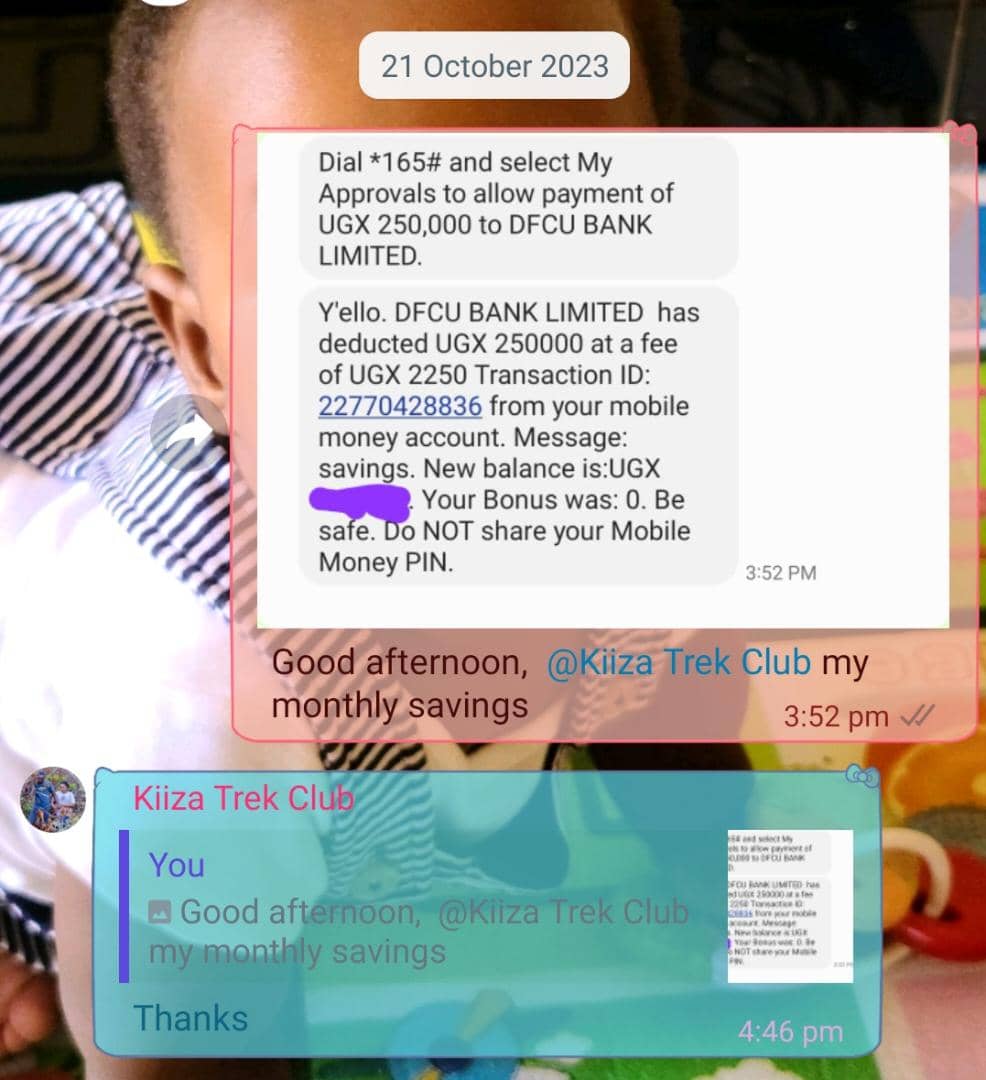 21 October 2023
Dial *165# and select My
Approvals to allow payment of
UGX 250,000 to DFCU BANK
LIMITED.
Y'ello. DFCU BANK LIMITED has
deducted UGX 250000 at a fee
of UGX 2250 Transaction ID:
22770428836 from your mobile
money account. Message:
savings. New balance is:UGX
. Your Bonus was: 0. Be
safe. Do NOT share your Mobile
Money PIN.
3:52 PM
Good afternoon, @Kiiza Trek Club my
monthly savings
3:52 pm
Kiiza Trek Club
You
Good afternoon, @Kiiza Trek Club
my monthly savings
Thanks
4:46 pm